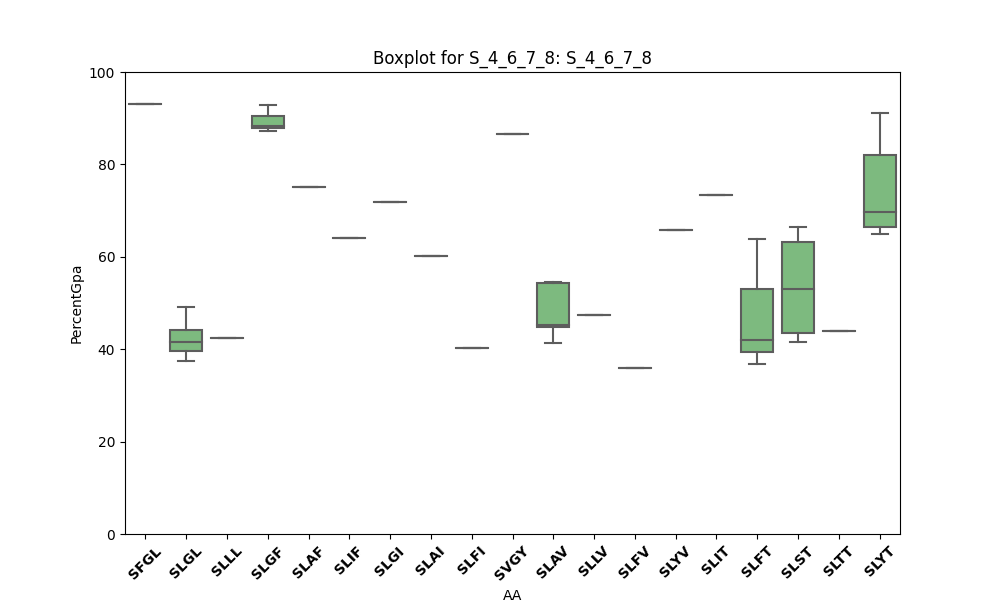 Boxplot for S_4_6_7_8: S_4_6_7_8
100
80
60
40
20
0
PercentGpa
SFGL SLGL SLLL SLGF SLAF SLIF SLGI SLAI SLFI SVGY SLAV SLLV SLFV SLYV SLIT SLFT SLST SLTT SLYT
AA